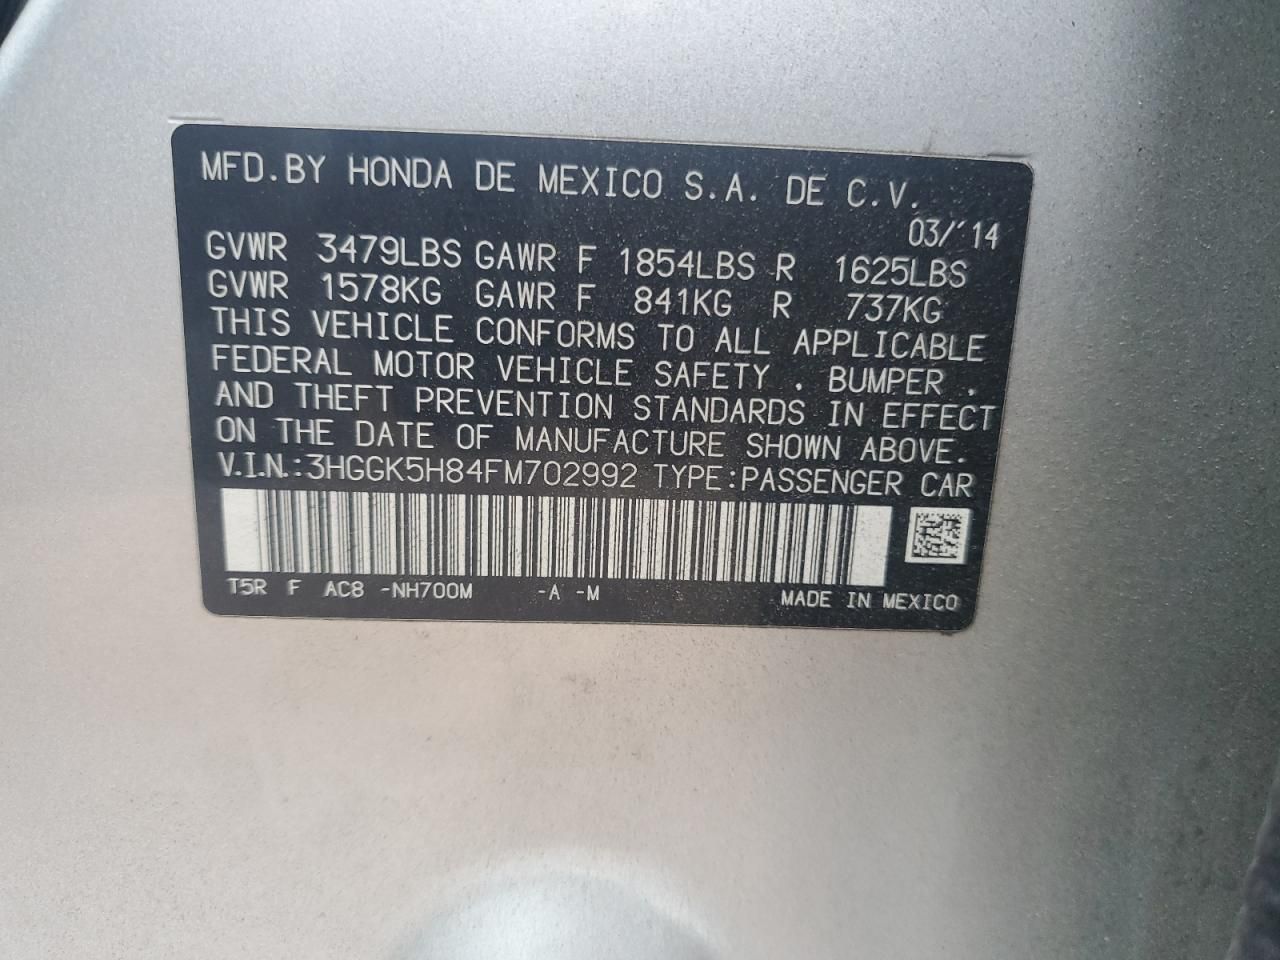 MFD.BY HONDA DE MEXICO S.A. DE C.V.
03/'14
GVWR 3479LBS GAWR F 1854LBS R 1625LBS
GVWR 1578KG GAWR F 841KG R 737KG
THIS VEHICLE CONFORMS TO ALL APPLICABLE
FEDERAL MOTOR VEHICLE SAFETY , BUMPER ,
AND THEFT PREVENTION STANDARDS IN EFFECT
ON THE DATE OF MANUFACTURE SHOWN ABOVE.
V.I.N.:3HGGK5H84FM702992 TYPE:PASSENGER CAR
T5R F AC8 -NH700M -A -M MADE IN MEXICO